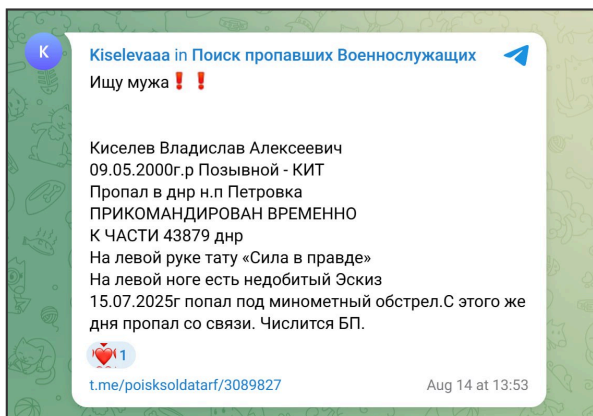 K
Kiselevaaa in Поиск пропавших Военнослужащих
Ищу мужа❗❗
Киселев Владислав Алексеевич
09.05.2000г.р Позывной - КИТ
Пропал в днр н.п Петровка
ПРИКОМАНДИРОВАН ВРЕМЕННО
К ЧАСТИ 43879 днр
На левой руке тату «Сила в правде»
На левой ноге есть недобитый Эскиз
15.07.2025г попал под минометный обстрел.С этого же
дня пропал со связи. Числится БП.
1
t.me/poisksoldatarf/3089827 Aug 14 at 13:53